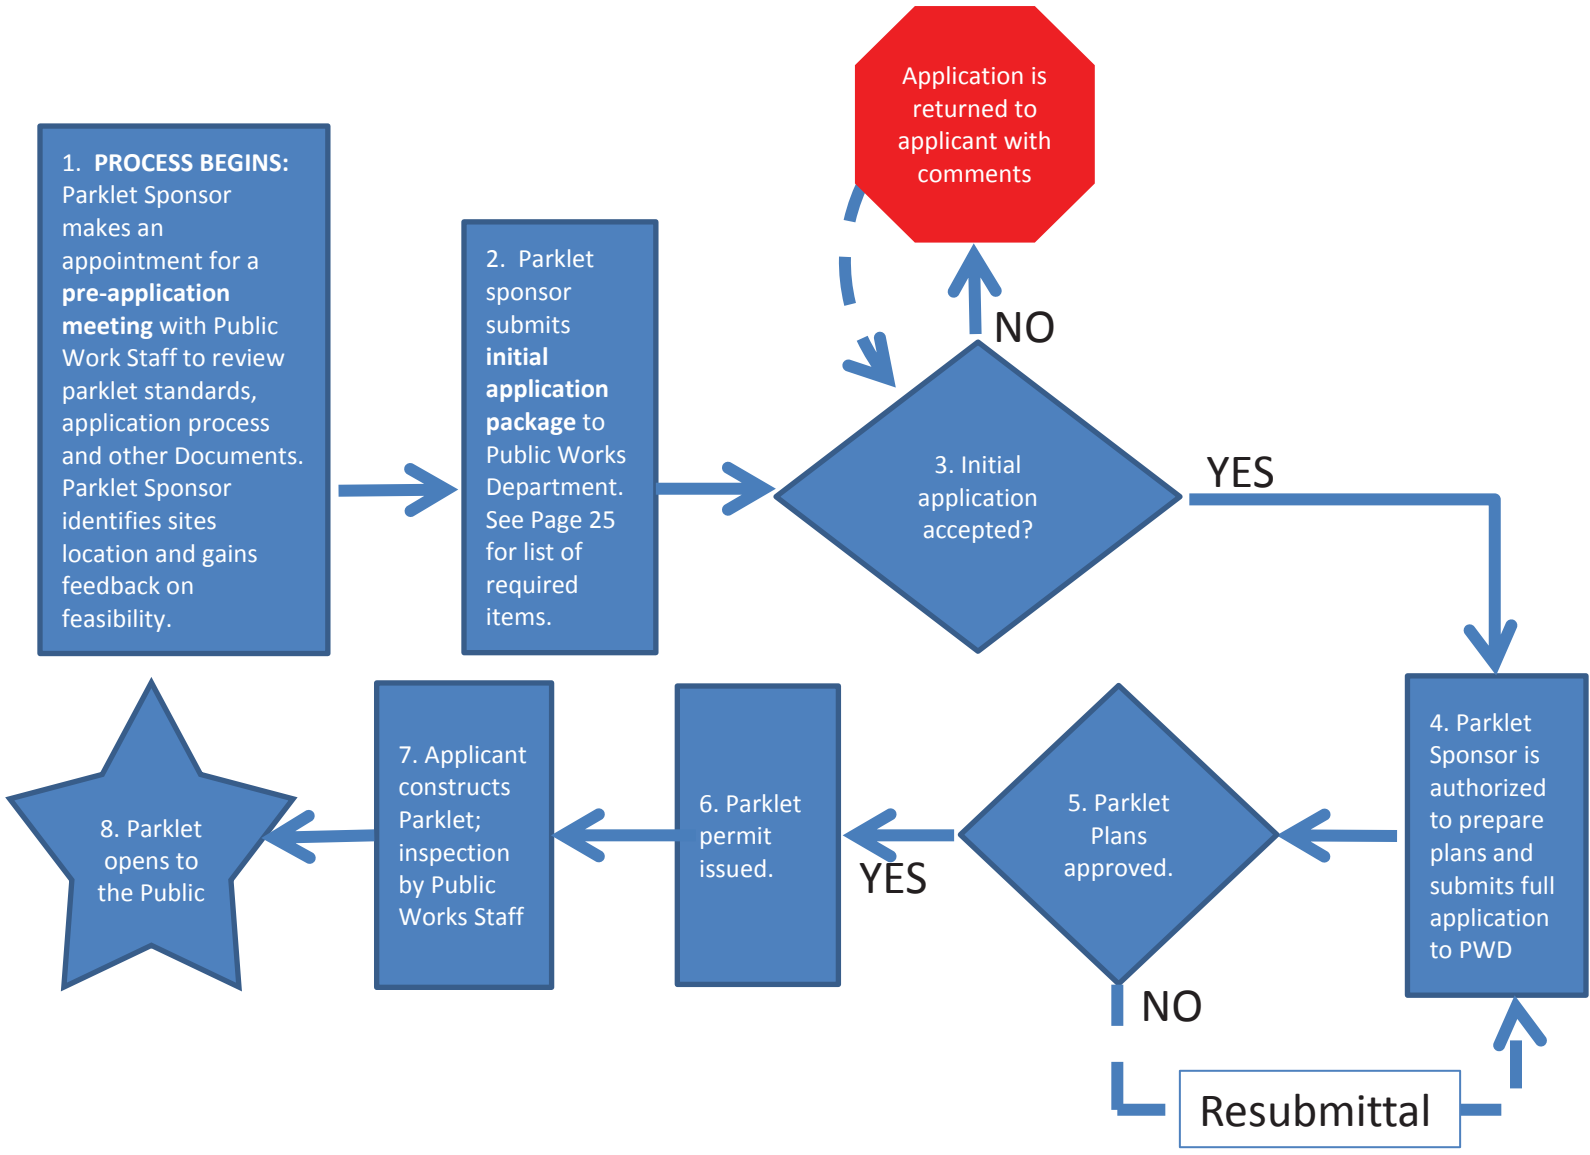 Application is
returned to
applicant with
comments
1.  PROCESS BEGINS:
Parklet Sponsor
makes an
appointment for a
pre-application
meeting with Public
Work Staff to review
parklet standards,
application process
and other Documents.
Parklet Sponsor
identifies sites
location and gains
feedback on
feasibility.
2.  Parklet
sponsor
submits
initial
application
package to
Public Works
Department.
See Page 25
for list of
required
items.
NO
3. Initial
application
accepted?
YES
4. Parklet
Sponsor is
authorized
to prepare
plans and
submits full
application
to PWD
5. Parklet
Plans
approved.
NO
Resubmittal
YES
6. Parklet
permit
issued.
7. Applicant
constructs
Parklet;
inspection
by Public
Works Staff
8. Parklet
opens to
the Public